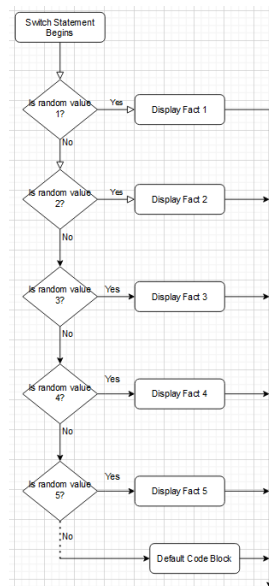 Switch Statement
Begins
Is random value
1?
Yes
Display Fact 1
No
Is random value
2?
Yes
Display Fact 2
No
Is random value
3?
Yes
Display Fact 3
No
Is random value
4?
Yes
Display Fact 4
No
Is random value
5?
Yes
Display Fact 5
No
Default Code Block